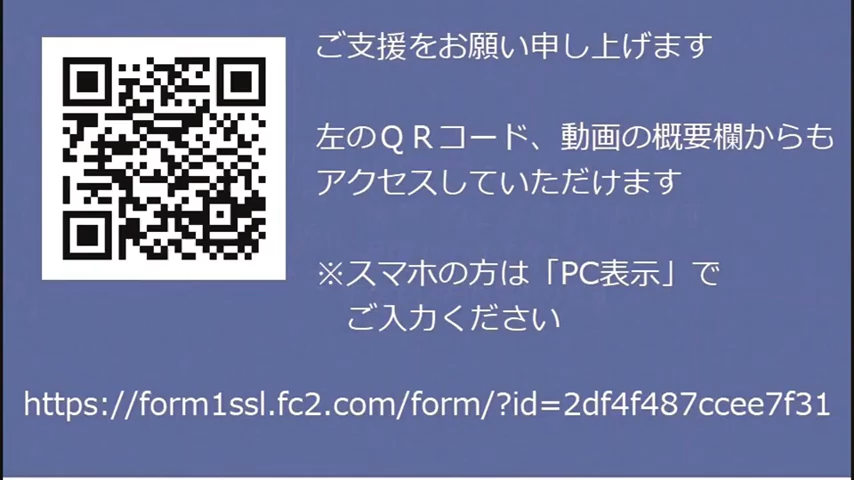 ご支援をお願い申し上げます
左のＱＲコード、動画の概要欄からも
アクセスしていただけます
※スマホの方は「PC表示」で
ご入力ください
https://form1ssl.fc2.com/form/?id=2df4f487ccee7f31